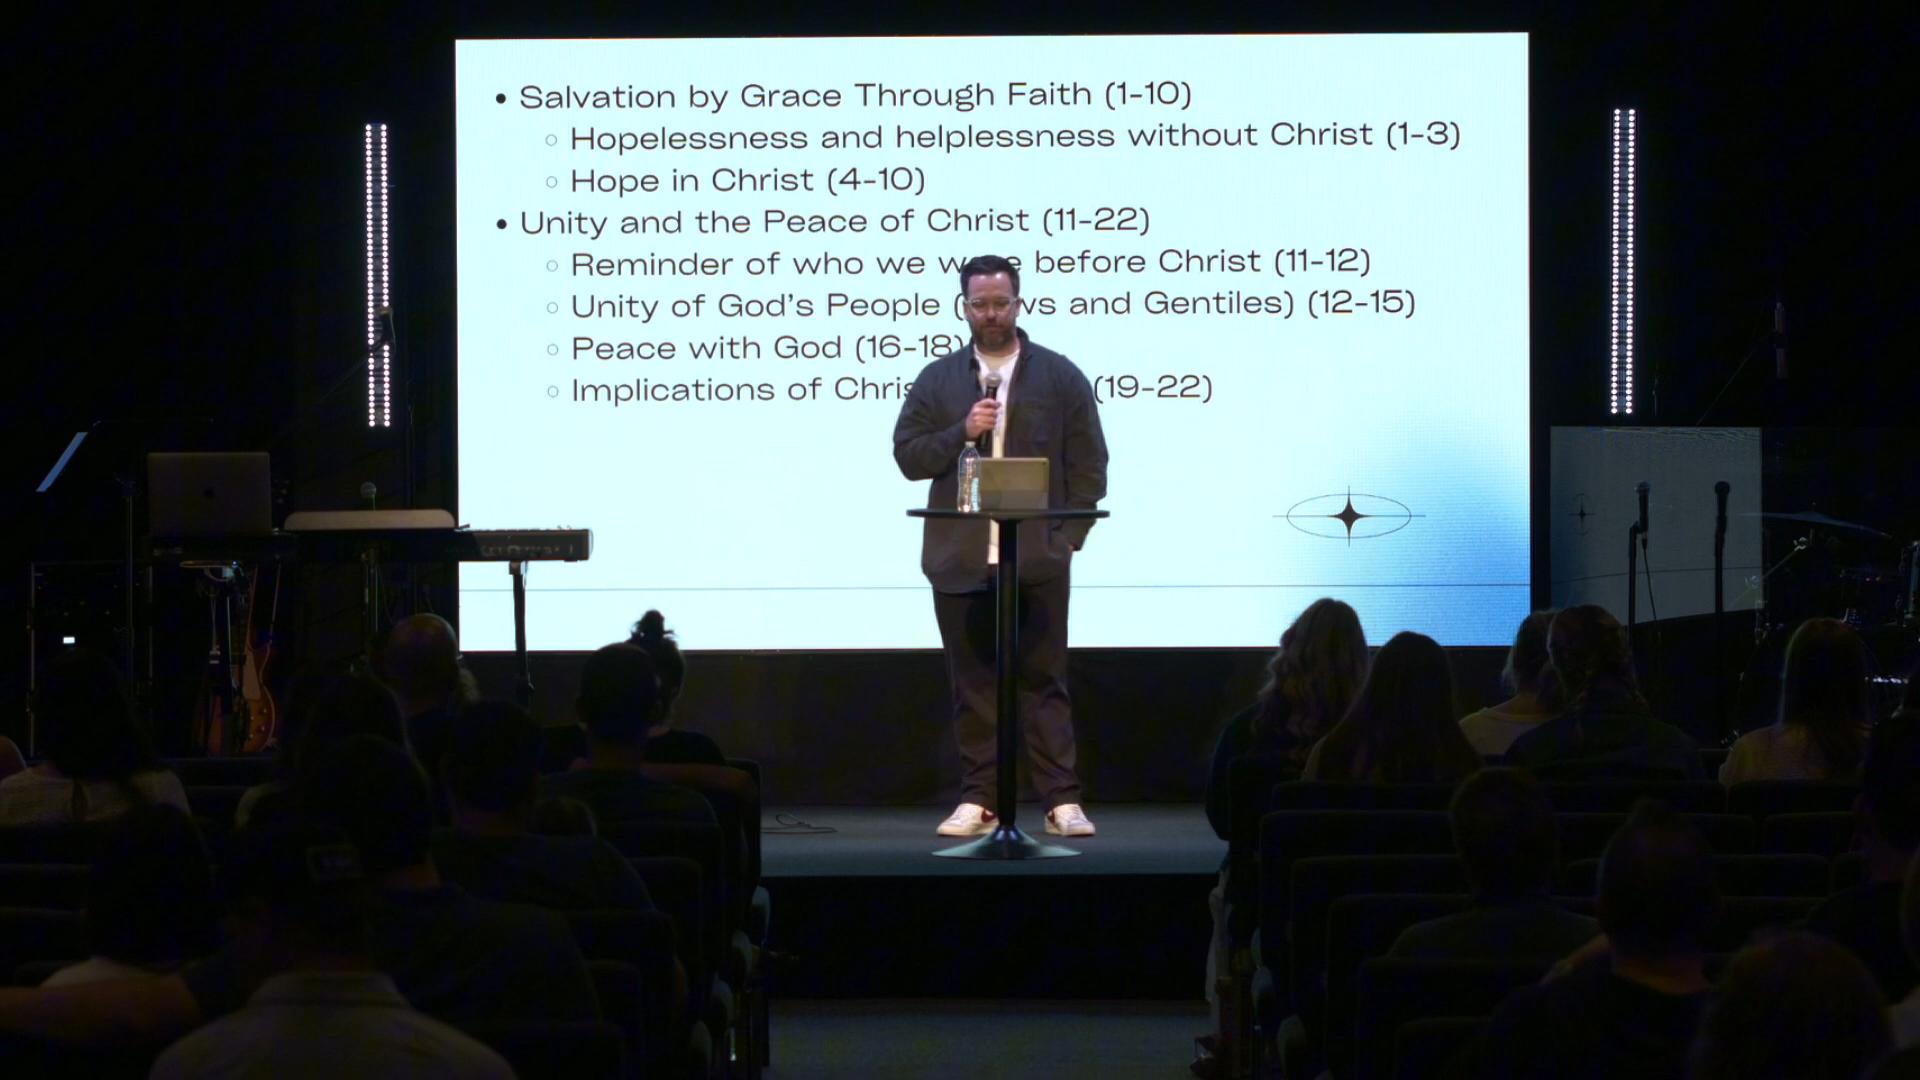 • Salvation by Grace Through Faith (1-10)
○ Hopelessness and helplessness without Christ (1-3)
○ Hope in Christ (4-10)
• Unity and the Peace of Christ (11-22)
○ Reminder of who we before Christ (11-12)
○ Unity of God's People ( and Gentiles) (12-15)
○ Peace with God (16-18)
○ Implications of (19-22)